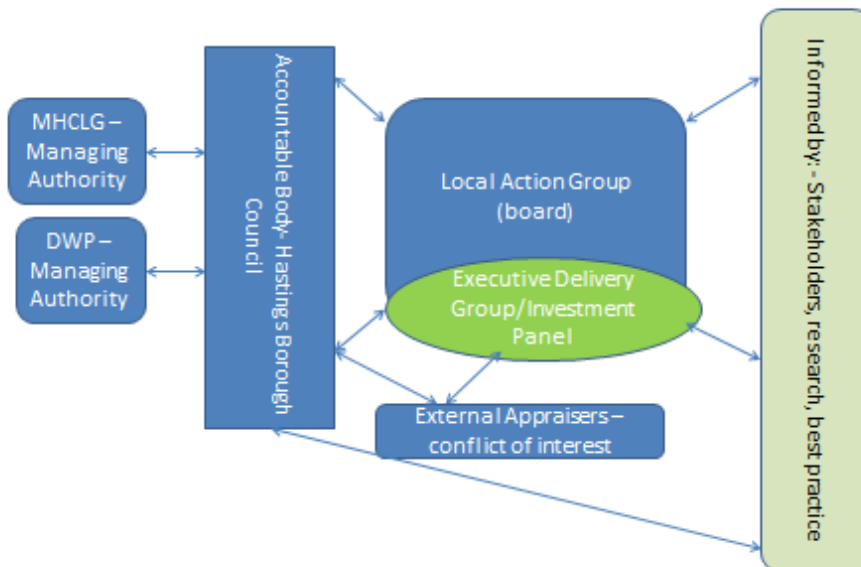 MHCLG –
Managing
Authority
DWP –
Managing
Authority
Accountable Body- Hastings Borough
Council
Local Action Group
(board)
Executive Delivery
Group/Investment
Panel
External Appraisers –
conflict of interest
Informed by: - Stakeholders, research, best practice